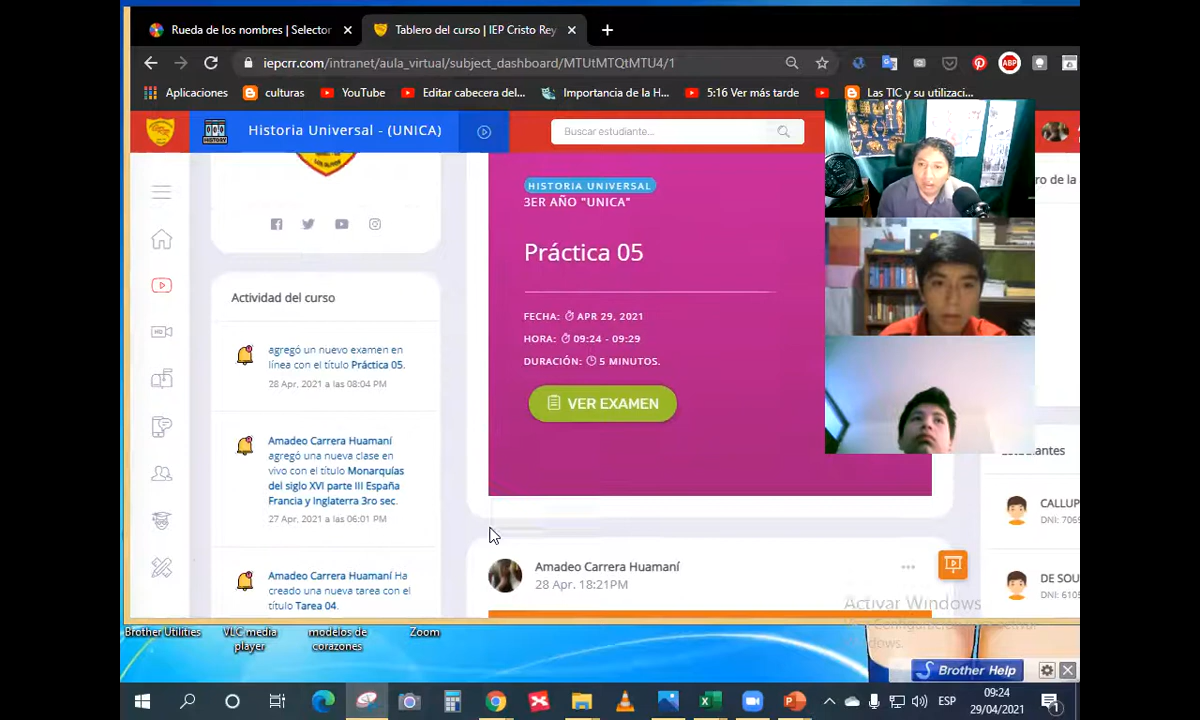 Rueda de los nombres | Selector
Tablero del curso | IEP Cristo Rey
iepcrr.com/intranet/aula_virtual/subject_dashboard/MTUtMTQtMTU4/1
ABP
Aplicaciones
culturas
YouTube
Editar cabecera del...
Importancia de la H...
5:16 Ver más tarde
Las TIC y su utilizaci...
HISTORY
Historia Universal - (UNICA)
Buscar estudiante...
ro de la
HISTORIA UNIVERSAL
3ER AÑO "UNICA"
Práctica 05
FECHA: APR 29, 2021
HORA: 09:24 - 09:29
DURACIÓN: 5 MINUTOS.
VER EXAMEN
Actividad del curso
agregó un nuevo examen en
línea con el título Práctica 05.
28 Apr, 2021 a las 08:04 PM
Amadeo Carrera Huamaní
agregó una nueva clase en
vivo con el título Monarquías
del siglo XVI parte III España
Francia y Inglaterra 3ro sec.
27 Apr, 2021 a las 06:01 PM
Amadeo Carrera Huamaní Ha
creado una nueva tarea con el
título Tarea 04.
Amadeo Carrera Huamaní
28 Apr. 18:21PM
CALLUP
DE SOU
Activar Windows
Brother Utilities
VLC media
player
modelos de
corazones
Zoom
Brother Help
ESP
09:24
29/04/2021